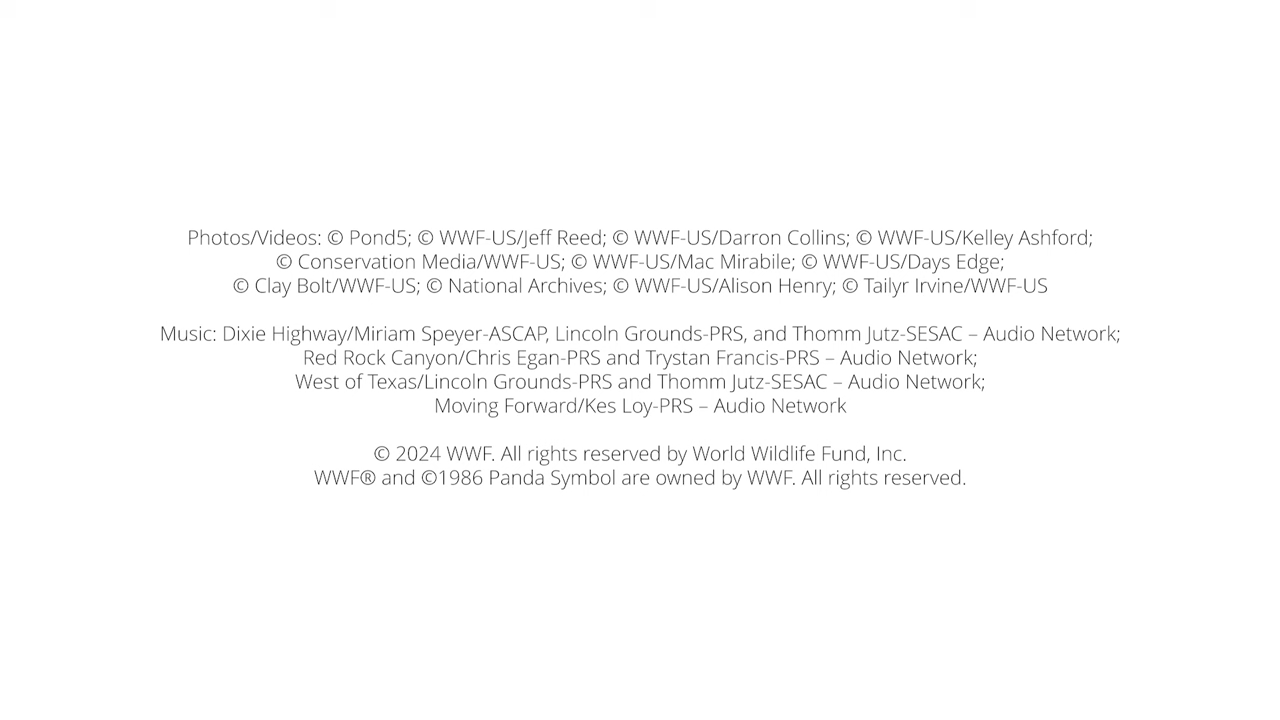 Photos/Videos: © Pond5; © WWF-US/Jeff Reed; © WWF-US/Darron Collins; © WWF-US/Kelley Ashford;
© Conservation Media/WWF-US; © WWF-US/Mac Mirabile; © WWF-US/Days Edge;
© Clay Bolt/WWF-US; © National Archives; © WWF-US/Alison Henry; © Tailyr Irvine/WWF-US
Music: Dixie Highway/Miriam Speyer-ASCAP, Lincoln Grounds-PRS, and Thomm Jutz-SESAC – Audio Network;
Red Rock Canyon/Chris Egan-PRS and Trystan Francis-PRS – Audio Network;
West of Texas/Lincoln Grounds-PRS and Thomm Jutz-SESAC – Audio Network;
Moving Forward/Kes Loy-PRS – Audio Network
© 2024 WWF. All rights reserved by World Wildlife Fund, Inc.
WWF® and ©1986 Panda Symbol are owned by WWF. All rights reserved.